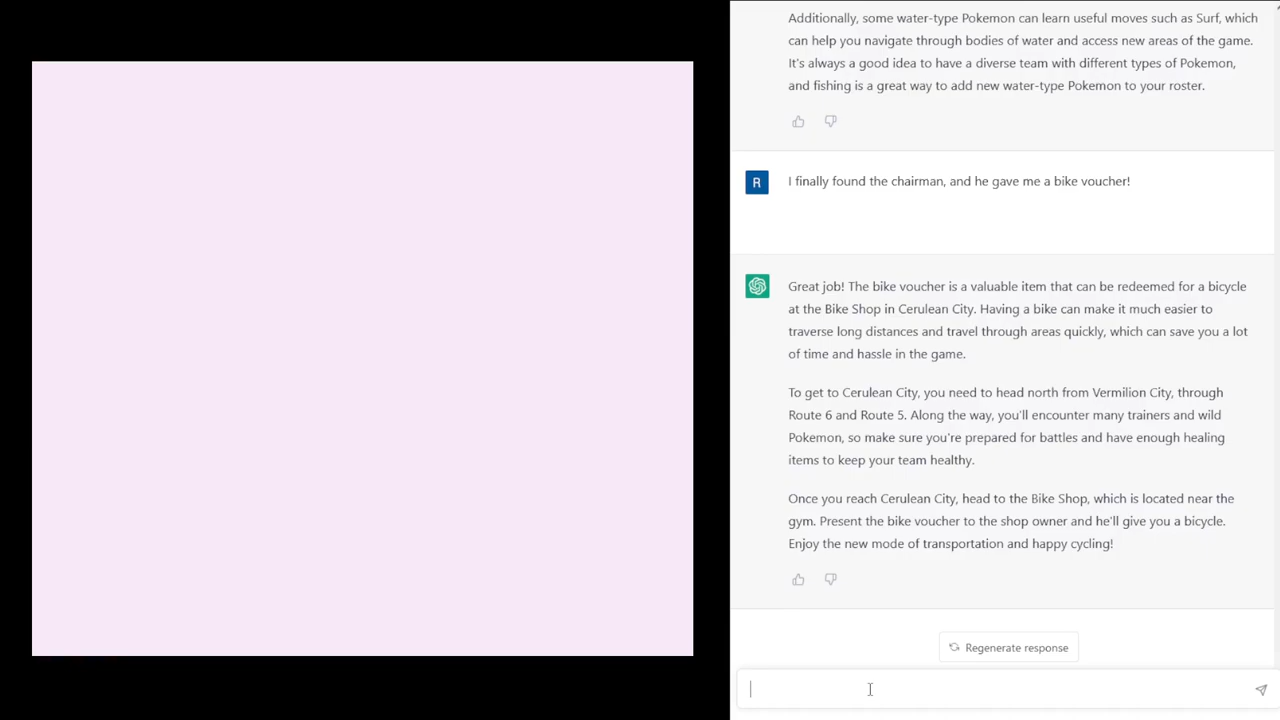 Additionally, some water-type Pokemon can learn useful moves such as Surf, which
can help you navigate through bodies of water and access new areas of the game.
It's always a good idea to have a diverse team with different types of Pokemon,
and fishing is a great way to add new water-type Pokemon to your roster.
R
I finally found the chairman, and he gave me a bike voucher!
Great job! The bike voucher is a valuable item that can be redeemed for a bicycle
at the Bike Shop in Cerulean City. Having a bike can make it much easier to
traverse long distances and travel through areas quickly, which can save you a lot
of time and hassle in the game.
To get to Cerulean City, you need to head north from Vermilion City, through
Route 6 and Route 5. Along the way, you'll encounter many trainers and wild
Pokemon, so make sure you're prepared for battles and have enough healing
items to keep your team healthy.
Once you reach Cerulean City, head to the Bike Shop, which is located near the
gym. Present the bike voucher to the shop owner and he'll give you a bicycle.
Enjoy the new mode of transportation and happy cycling!
Regenerate response